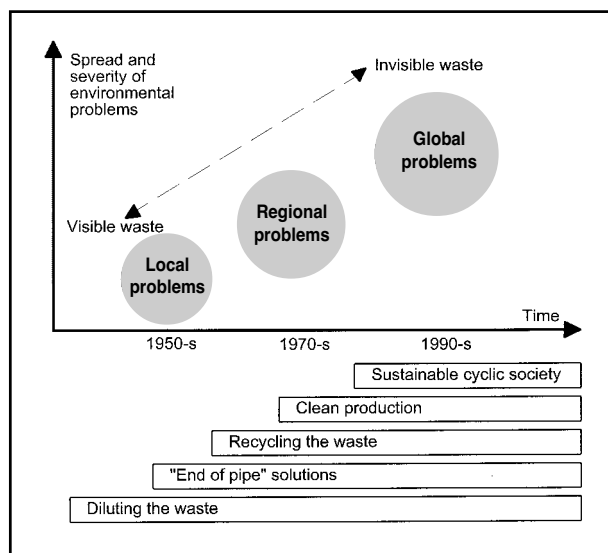 Spread and
severity of
environmental
problems
Invisible waste
Global
problems
Regional
problems
Visible waste
Local
problems
Time
1950-s
1970-s
1990-s
Sustainable cyclic society
Clean production
Recycling the waste
"End of pipe" solutions
Diluting the waste